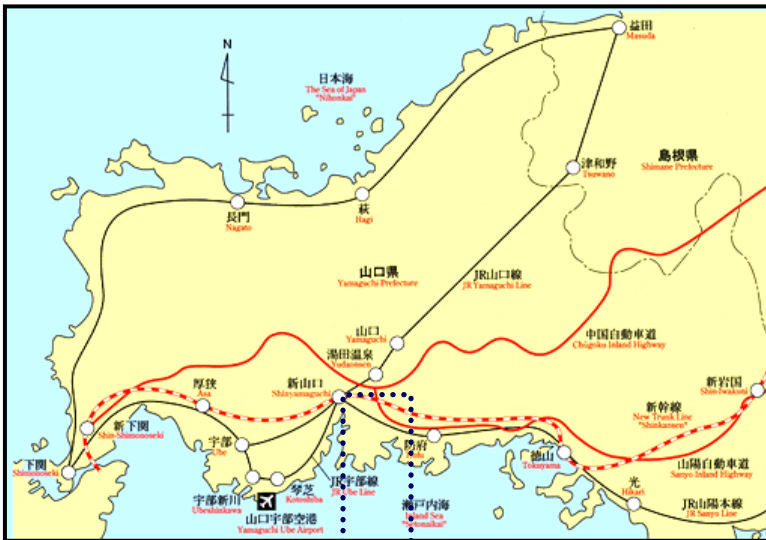 益田
Masuda
N
日本海
The Sea of Japan
"Nihonkai"
島根県
Shimane Prefecture
津和野
Tsuwano
長門
Nagato
萩
Hagi
山口県
Yamaguchi Prefecture
JR山口線
JR Yamaguchi Line
山口
Yamaguchi
中国自動車道
Chugoku Inland Highway
湯田温泉
Yudaonsen
厚狭
Asa
新山口
Shinyamaguchi
新岩国
Shin-Iwakuni
新幹線
New Trunk Line
"Shinkansen"
新下関
Shin-Shimonoseki
宇部
Ube
防府
徳山
Tokuyama
下関
Shimonoseki
山陽自動車道
Sanyo Inland Highway
JR宇部線
JR Ube Line
琴芝
Kotoshiba
光
Hikari
宇部新川
Ubeshinkawa
瀬戸内海
Inland Sea
"Setonaikai"
山口宇部空港
Yamaguchi Ube Airport
JR山陽本線
JR Sanyo Line